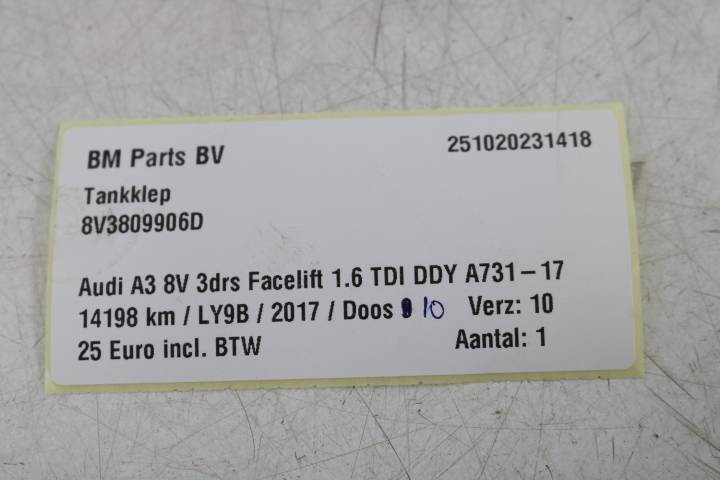 BM Parts BV 251020231418
Tankklep
8V3809906D
Audi A3 8V 3drs Facelift 1.6 TDI DDY A731-17
14198 km / LY9B / 2017 / Doos 10 Verz: 10
25 Euro incl. BTW Aantal: 1